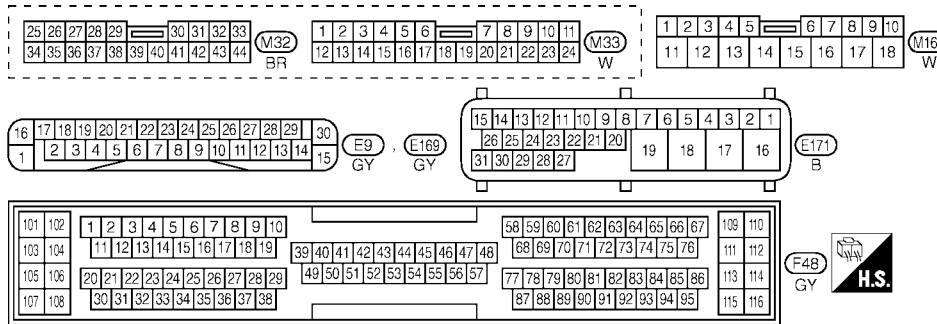 25 26 27 28 29 30 31 32 33
34 35 36 37 38 39 40 41 42 43 44
M32
BR
1 2 3 4 5 6 7 8 9 10 11
12 13 14 15 16 17 18 19 20 21 22 23 24
M33
W
1 2 3 4 5 6 7 8 9 10
11 12 13 14 15 16 17 18
M16
W
16 17 18 19 20 21 22 23 24 25 26 27 28 29 30
1 2 3 4 5 6 7 8 9 10 11 12 13 14 15
E9
GY
,
E169
GY
15 14 13 12 11 10 9 8 7 6 5 4 3 2 1
26 25 24 23 22 21 20
31 30 29 28 27
19 18 17 16
E171
B
101 102
103 104
105 106
107 108
1 2 3 4 5 6 7 8 9 10
11 12 13 14 15 16 17 18 19
20 21 22 23 24 25 26 27 28 29
30 31 32 33 34 35 36 37 38
39 40 41 42 43 44 45 46 47 48
49 50 51 52 53 54 55 56 57
58 59 60 61 62 63 64 65 66 67
68 69 70 71 72 73 74 75 76
77 78 79 80 81 82 83 84 85 86
87 88 89 90 91 92 93 94 95
109 110
111 112
113 114
115 116
F48
GY
H.S.